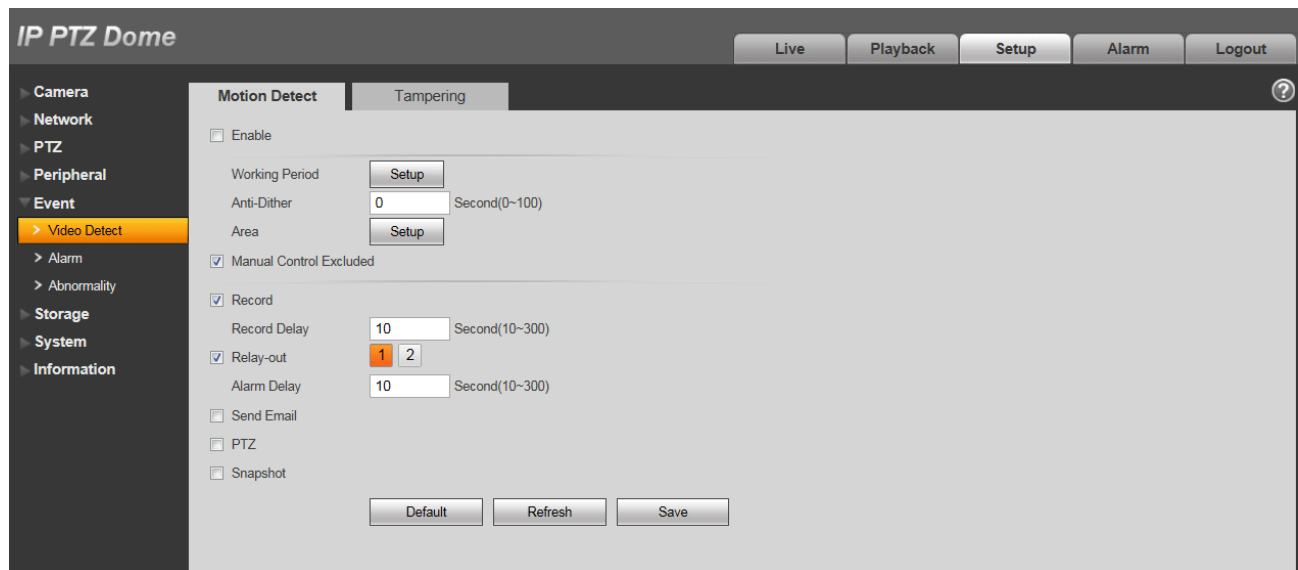 IP PTZ Dome
Live Playback Setup Alarm Logout
Camera
Network
PTZ
Peripheral
Event
> Video Detect
> Alarm
> Abnormality
Storage
System
Information
Motion Detect Tampering ?
Enable
Working Period Setup
Anti-Dither 0 Second(0~100)
Area Setup
Manual Control Excluded
Record
Record Delay 10 Second(10~300)
Relay-out 1 2
Alarm Delay 10 Second(10~300)
Send Email
PTZ
Snapshot
Default Refresh Save